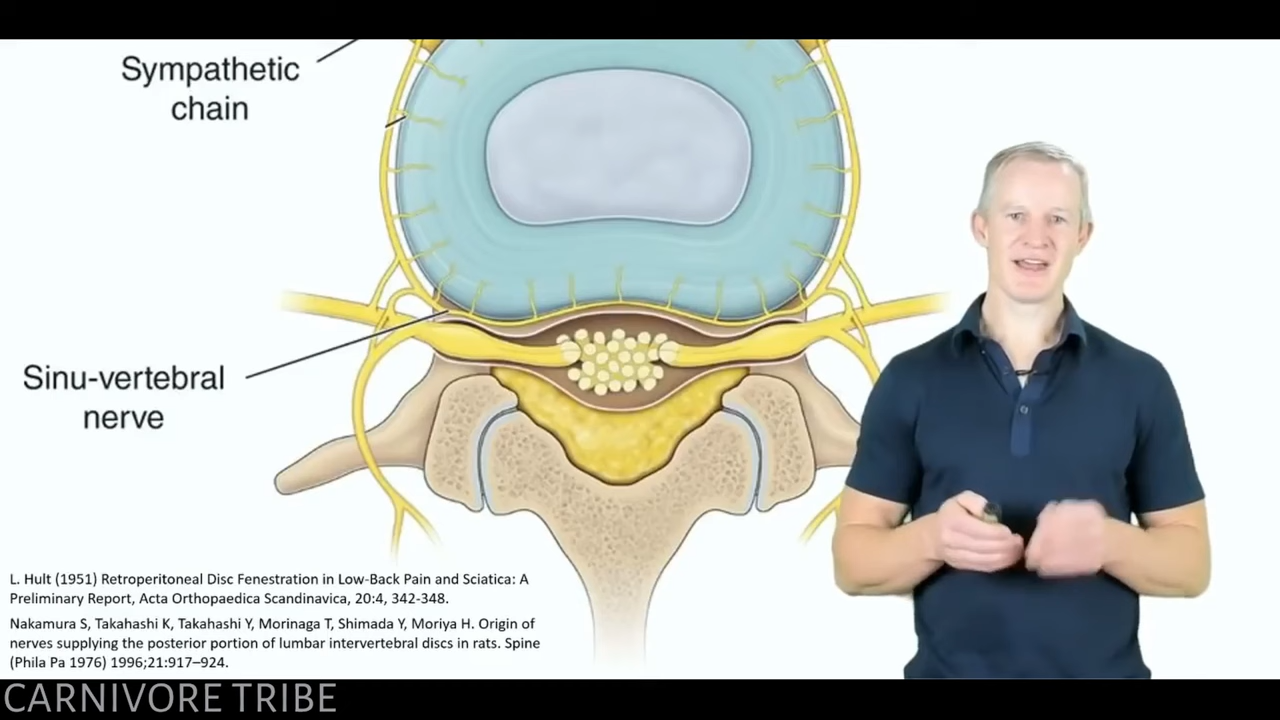 Sympathetic
chain
Sinu-vertebral
nerve
L. Hult (1951) Retroperitoneal Disc Fenestration in Low-Back Pain and Sciatica: A
Preliminary Report, Acta Orthopaedica Scandinavica, 20:4, 342-348.
Nakamura S, Takahashi K, Takahashi Y, Morinaga T, Shimada Y, Moriya H. Origin of
nerves supplying the posterior portion of lumbar intervertebral discs in rats. Spine
(Phila Pa 1976) 1996;21:917–924.
CARNIVORE TRIBE